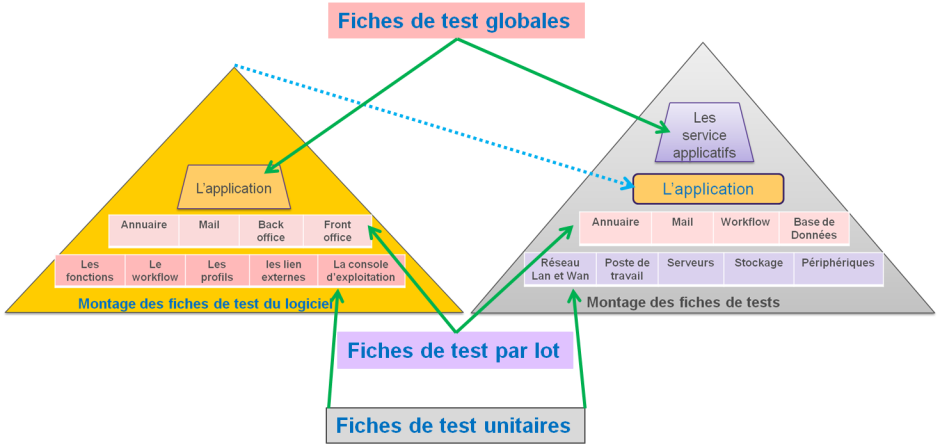 Fiches de test globales
L'application
Annuaire
Mail
Back
office
Front
office
Les
fonctions
Le
workflow
Les
profils
les lien
externes
La console
d'exploitation
Montage des fiches de test du logiciel
Les
service
applicatifs
L'application
Annuaire
Mail
Workflow
Base de
Données
Réseau
Lan et Wan
Poste de
travail
Serveurs
Stockage
Périphériques
Montage des fiches de tests
Fiches de test par lot
Fiches de test unitaires